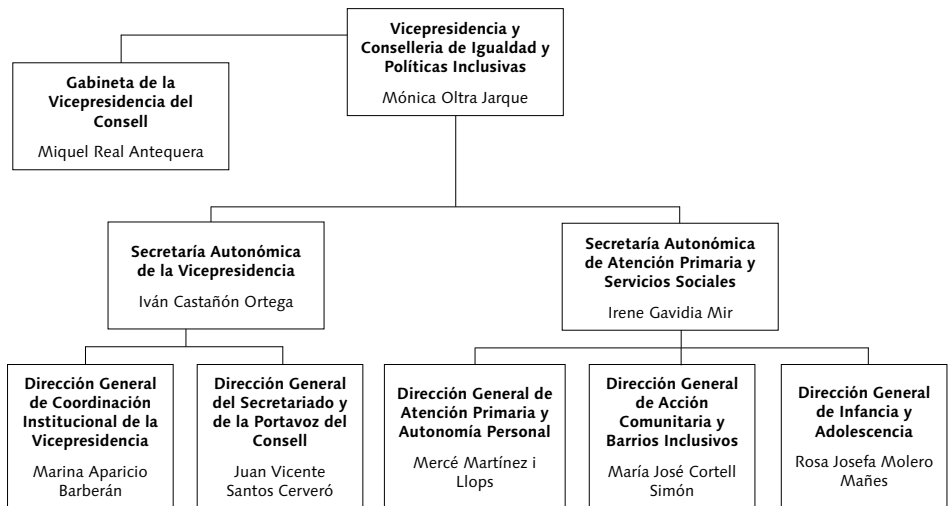 Vicepresidencia y
Conselleria de Igualdad y
Políticas Inclusivas
Mónica Oltra Jarque
Gabineta de la
Vicepresidencia del
Consell
Miquel Real Antequera
Secretaría Autonómica
de la Vicepresidencia
Iván Castañón Ortega
Secretaría Autonómica
de Atención Primaria y
Servicios Sociales
Irene Gavidia Mir
Dirección General
de Coordinación
Institucional de la
Vicepresidencia
Marina Aparicio
Barberán
Dirección General
del Secretariado y
de la Portavoz del
Consell
Juan Vicente
Santos Cerveró
Dirección General de
Atención Primaria y
Autonomía Personal
Mercé Martínez i
Llops
Dirección General
de Acción
Comunitaria y
Barrios Inclusivos
María José Cortell
Simón
Dirección General
de Infancia y
Adolescencia
Rosa Josefa Molero
Mañes